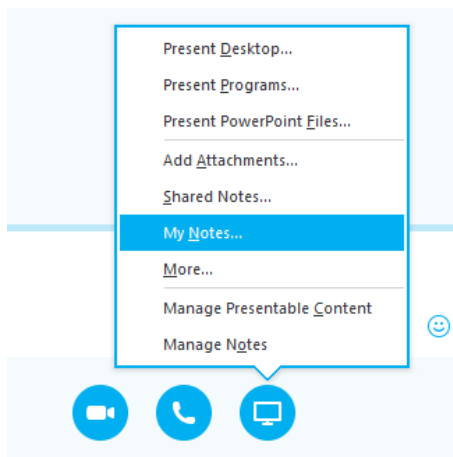 Present Desktop...
Present Programs...
Present PowerPoint Files...
Add Attachments...
Shared Notes...
My Notes...
More...
Manage Presentable Content
Manage Notes